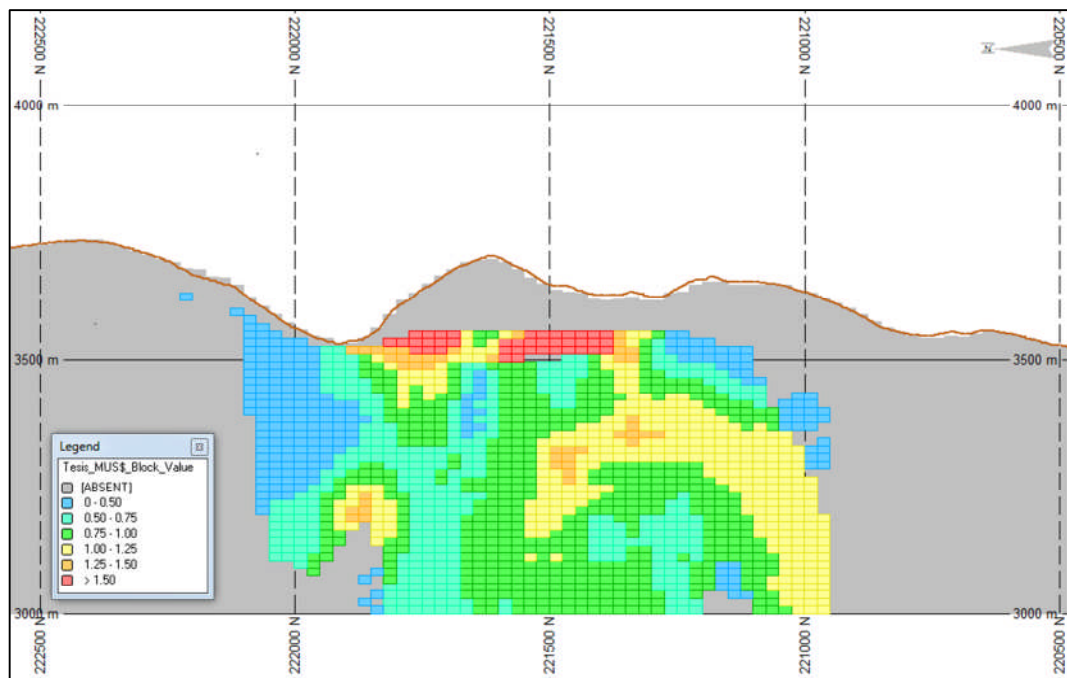 222500 N
222000 N
221500 N
221000 N
220500 N
N
4000 m
4000 m
3500 m
3500 m
Legend
Tesis_MUS$_Block_Value
[ABSENT]
0 - 0.50
0.50 - 0.75
0.75 - 1.00
1.00 - 1.25
1.25 - 1.50
> 1.50
3000 m
3000 m
222500 N
222000 N
221500 N
221000 N
220500 N